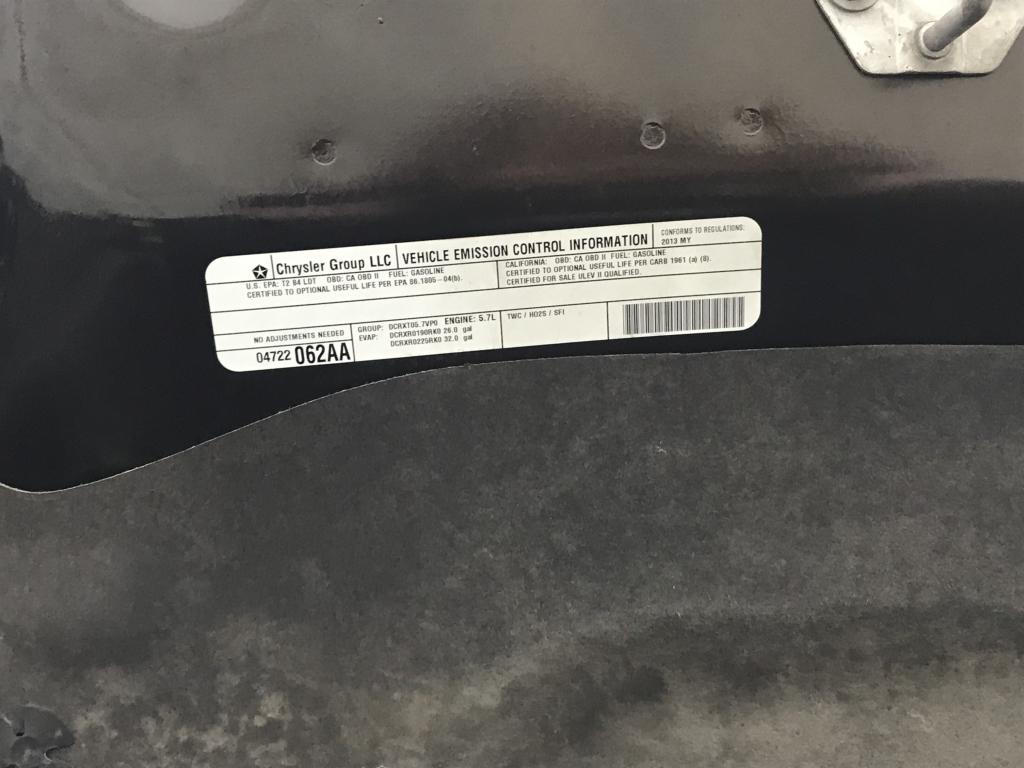 Chrysler Group LLC
VEHICLE EMISSION CONTROL INFORMATION
CONFORMS TO REGULATIONS:
2013 MY
U.S. EPA: T2 B4 LDT OBD: CA OBD II FUEL: GASOLINE
CERTIFIED TO OPTIONAL USEFUL LIFE PER EPA 86.1805-04(b).
CALIFORNIA: OBD: CA OBD II FUEL: GASOLINE
CERTIFIED TO OPTIONAL USEFUL LIFE PER CARB 1961 (a) (8).
CERTIFIED FOR SALE ULEV II QUALIFIED.
NO ADJUSTMENTS NEEDED
04722 062AA
GROUP: DCRXT05.7VP0 ENGINE: 5.7L
EVAP: DCRXR0190RK0 26.0 gal
DCRXR0225RK0 32.0 gal
TWC / HO2S / SFI